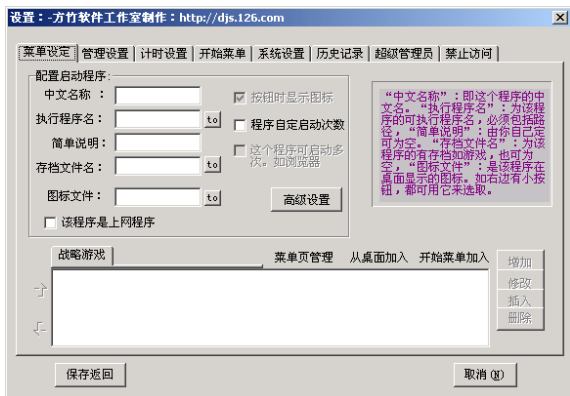 设置：-方竹软件工作室制作：http://djs.126.com
菜单设定 管理设置 计时设置 开始菜单 系统设置 历史记录 超级管理员 禁止访问
配置启动程序：
中文名称 ：
按钮时显示图标
执行程序名：
to
程序自定启动次数
简单说明：
这个程序可启动多
次。如浏览器
存档文件名：
to
图标文件：
to
高级设置
该程序是上网程序
“中文名称”：即这个程序的中
文名。“执行程序名”：为该程
序的可执行程序名，必须包括路
径，“简单说明”：由你自己定
可为空。“存档文件名”：为该
程序的有存档如游戏，也可为
空，“图标文件”：是该程序在
桌面显示的图标。如右边有小按
钮，都可用它来选取。
战略游戏
菜单页管理 从桌面加入 开始菜单加入
增加
修改
插入
删除
保存返回
取消(N)